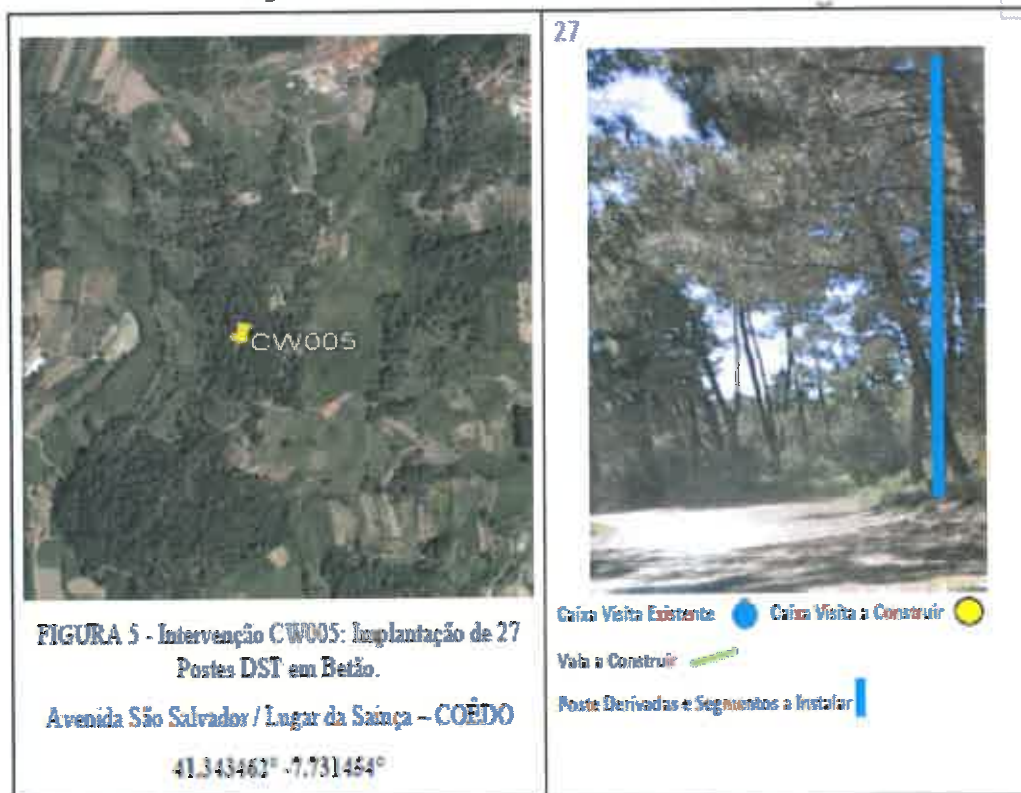 CW005
FIGURA 5 - Intervenção CW005: Implantação de 27
Postes DST em Betão.
Avenida São Salvador / Lugar da Sainça – COÊDO
41.343462° -7.731454°
27
Caixa Visita Existente Caixa Visita a Construir
Vala a Construir
Poste Derivadas e Segmentos a Instalar